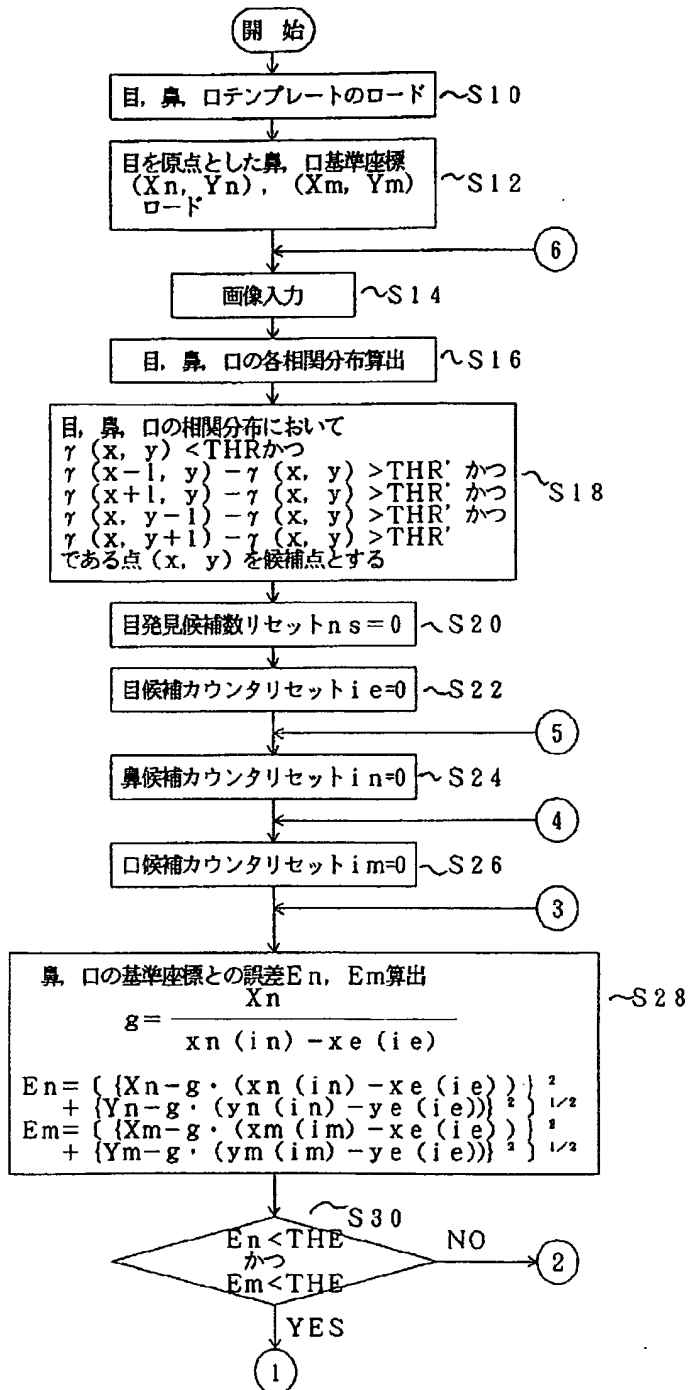 開 始
目, 鼻, 口テンプレートのロード
〜S10
目を原点とした鼻, 口基準座標
(Xn, Yn), (Xm, Ym)
ロード
〜S12
6
画像入力
〜S14
目, 鼻, 口の各相関分布算出
〜S16
目, 鼻, 口の相関分布において
γ (x, y) <THRかつ
γ (x−1, y) −γ (x, y) >THR' かつ
γ (x+1, y) −γ (x, y) >THR' かつ
γ (x, y−1) −γ (x, y) >THR' かつ
γ (x, y+1) −γ (x, y) >THR'
である点 (x, y) を候補点とする
〜S18
目発見候補数リセットns=0
〜S20
目候補カウンタリセットie=0
〜S22
5
鼻候補カウンタリセットin=0
〜S24
4
口候補カウンタリセットim=0
〜S26
3
鼻, 口の基準座標との誤差En, Em算出
Xn
g=
xn (in) −xe (ie)
〜S28
En= [ {Xn−g· (xn (in) −xe (ie) )} ²
+ {Yn−g· (yn (in) −ye (ie))} ² ] 1/2
Em= [ {Xm−g· (xm (im) −xe (ie) )} ²
+ {Ym−g· (ym (im) −ye (ie))} ² ] 1/2
〜S30
En<THE
かつ
Em<THE
NO
2
YES
1